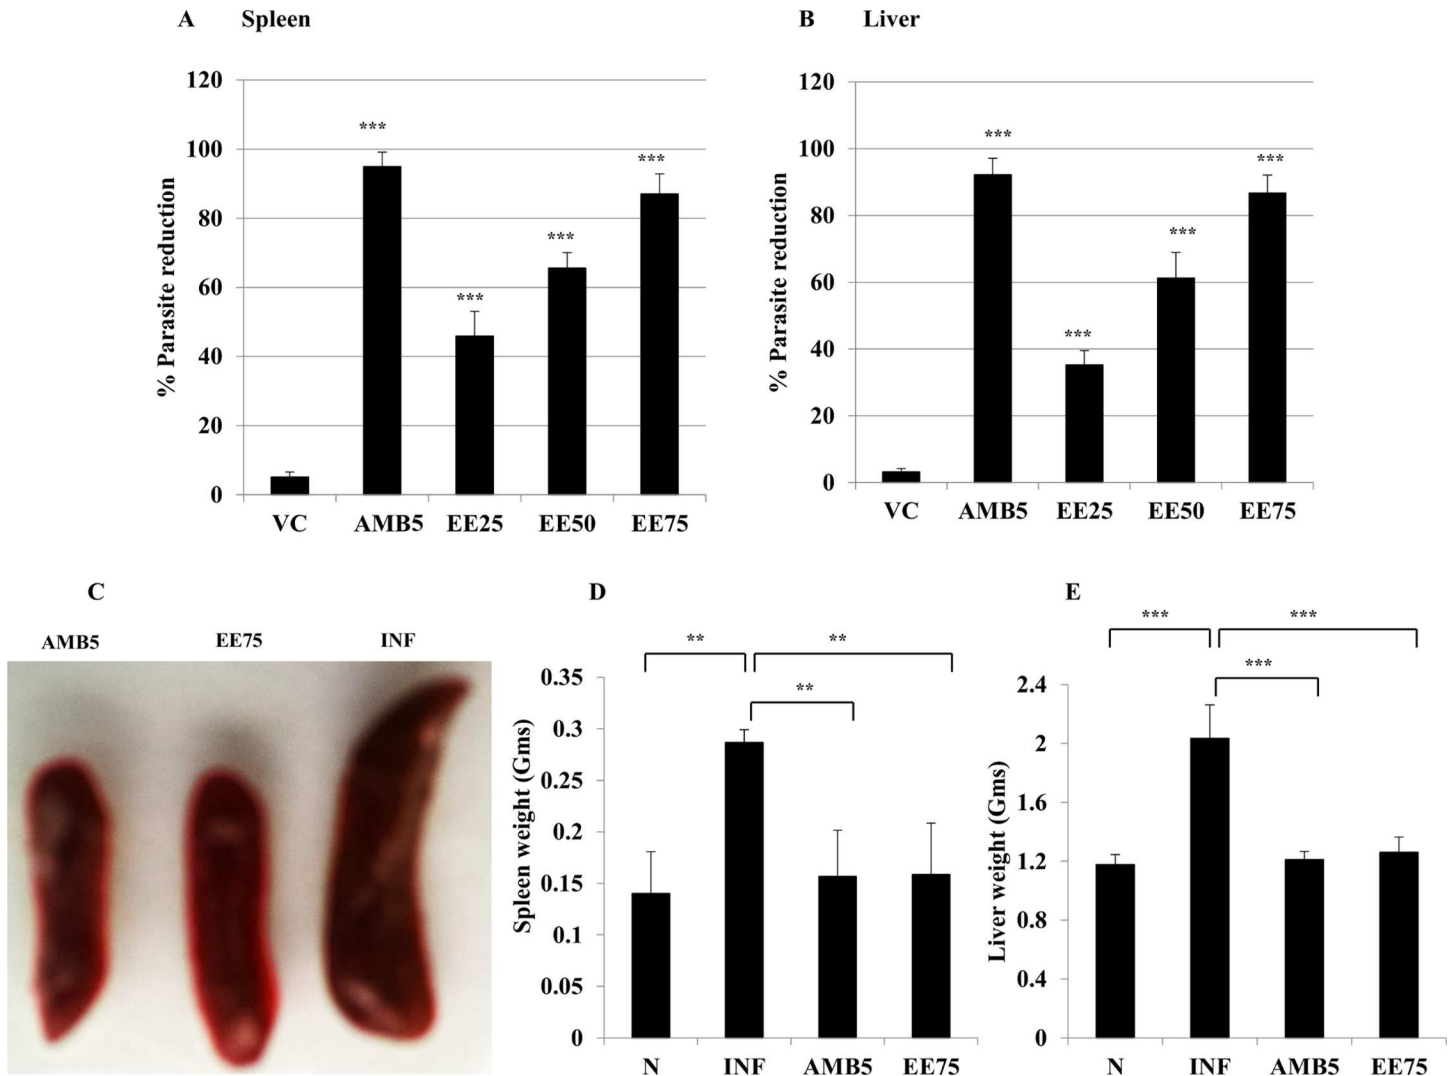 A Spleen
120
100
80
60
40
20
0
% Parasite reduction
***
***
***
***
VC AMB5 EE25 EE50 EE75
B Liver
120
100
80
60
40
20
0
% Parasite reduction
***
***
***
***
VC AMB5 EE25 EE50 EE75
C
AMB5 EE75 INF
D
** **
**
0.35
0.3
0.25
0.2
0.15
0.1
0.05
0
Spleen weight (Gms)
N INF AMB5 EE75
E
*** ***
***
2.4
2
1.6
1.2
0.8
0.4
0
Liver weight (Gms)
N INF AMB5 EE75